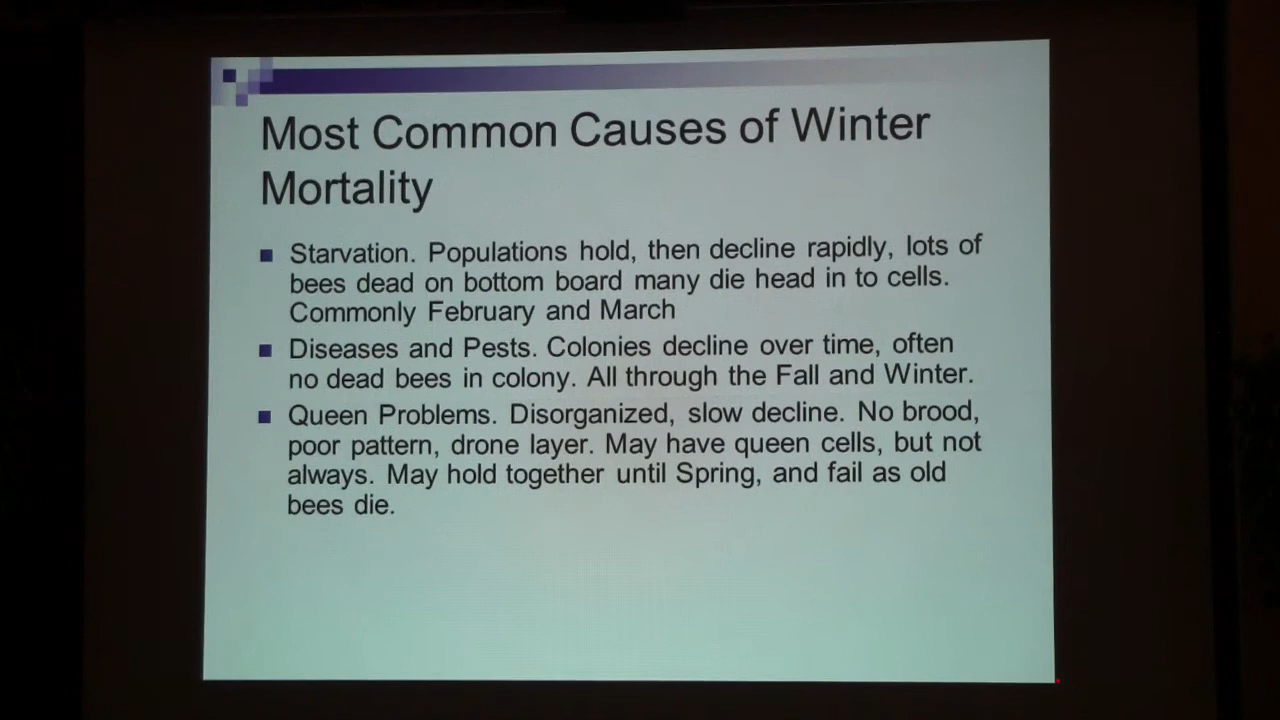 Most Common Causes of Winter
Mortality
Starvation. Populations hold, then decline rapidly, lots of
bees dead on bottom board many die head in to cells.
Commonly February and March
Diseases and Pests. Colonies decline over time, often
no dead bees in colony. All through the Fall and Winter.
Queen Problems. Disorganized, slow decline. No brood,
poor pattern, drone layer. May have queen cells, but not
always. May hold together until Spring, and fail as old
bees die.